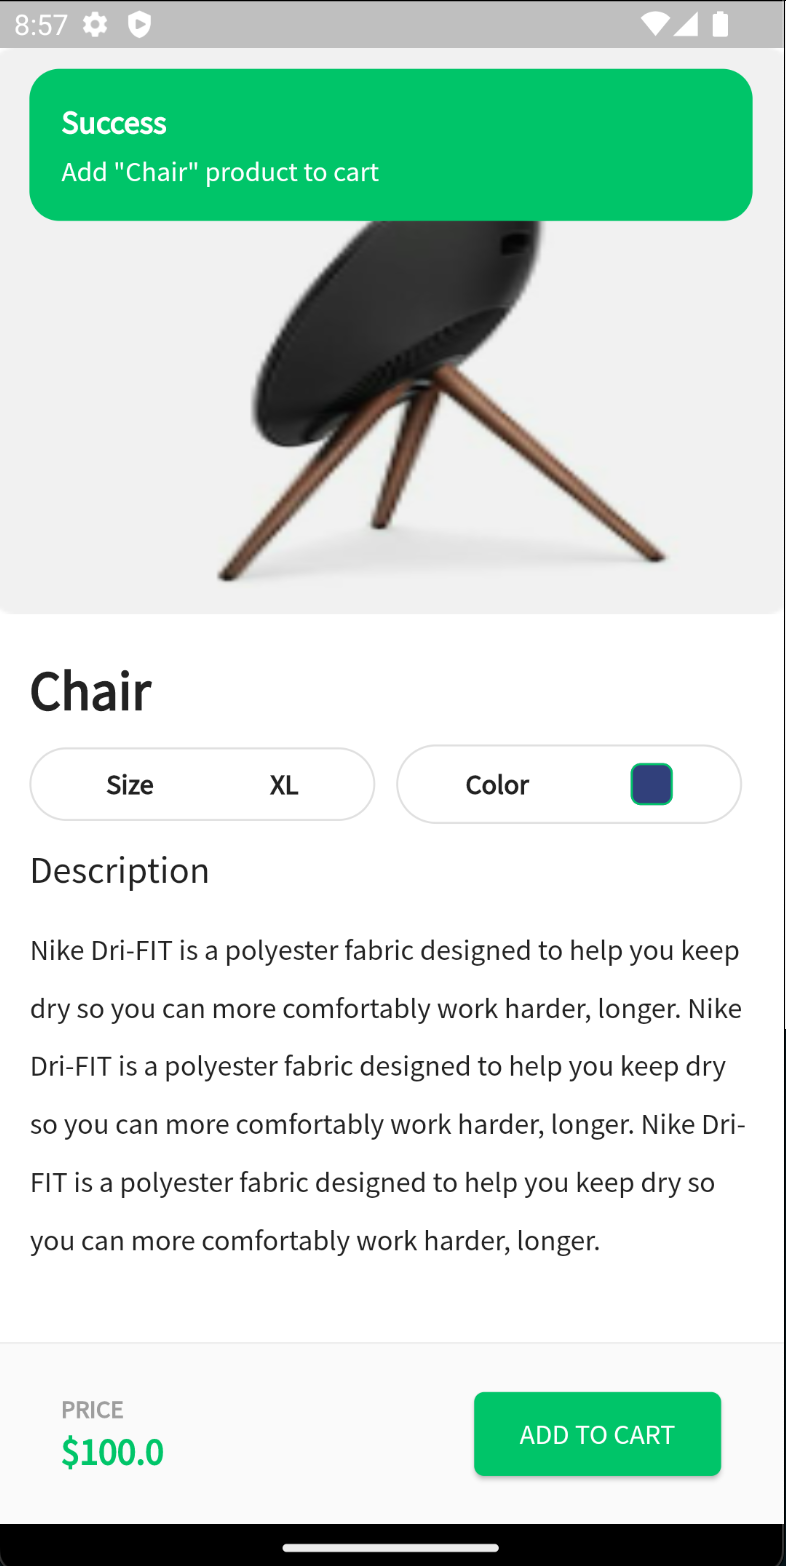 8:57
Success
Add "Chair" product to cart
Chair
Size XL Color
Description
Nike Dri-FIT is a polyester fabric designed to help you keep
dry so you can more comfortably work harder, longer. Nike
Dri-FIT is a polyester fabric designed to help you keep dry
so you can more comfortably work harder, longer. Nike Dri-
FIT is a polyester fabric designed to help you keep dry so
you can more comfortably work harder, longer.
PRICE
$100.0
ADD TO CART